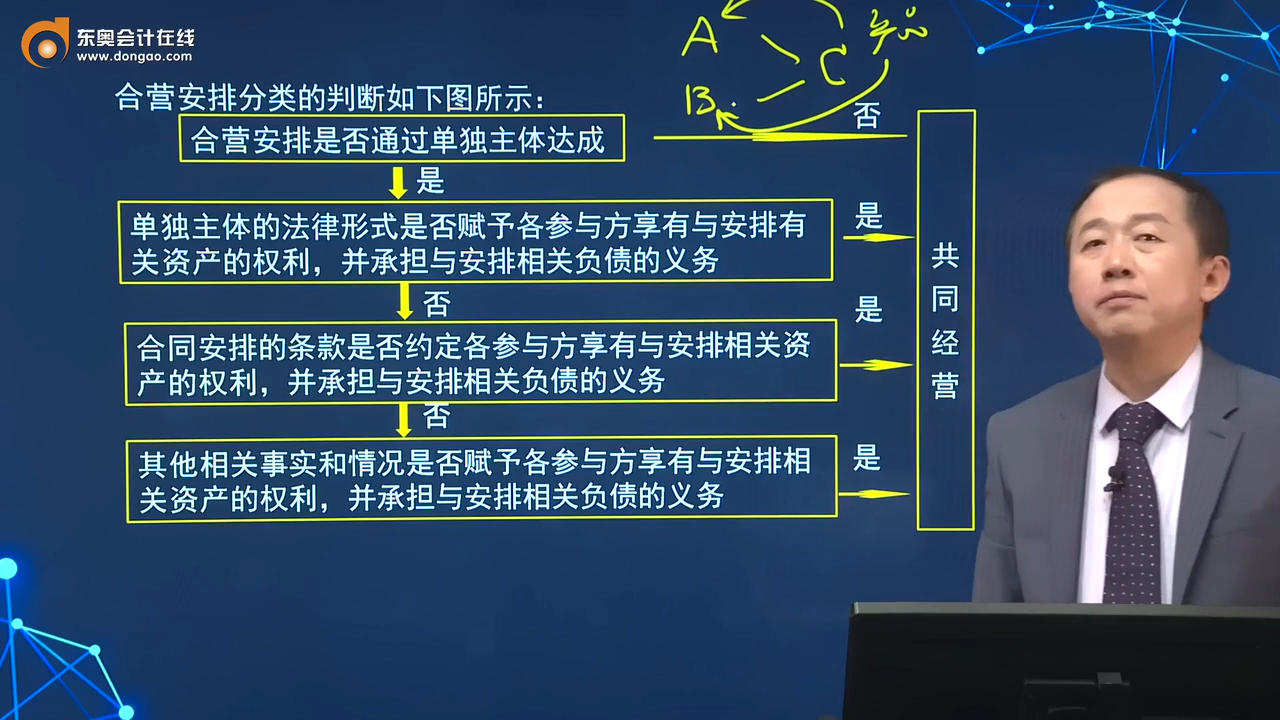 东奥会计在线
www.dongao.com
A
C
B
合营安排分类的判断如下图所示：
合营安排是否通过单独主体达成
否
是
单独主体的法律形式是否赋予各参与方享有与安排有
关资产的权利，并承担与安排相关负债的义务
是
否
合同安排的条款是否约定各参与方享有与安排相关资
产的权利，并承担与安排相关负债的义务
是
否
其他相关事实和情况是否赋予各参与方享有与安排相
关资产的权利，并承担与安排相关负债的义务
是
共
同
经
营